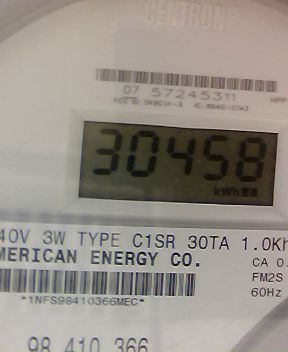 CENTRON®
07 57245311
HPP
30458
kWh
40V 3W TYPE C1SR 30TA 1.0Kh
MERICAN ENERGY CO.
CA 0.
FM2S
*1NFS98410366MEC*
60Hz
98 410 366